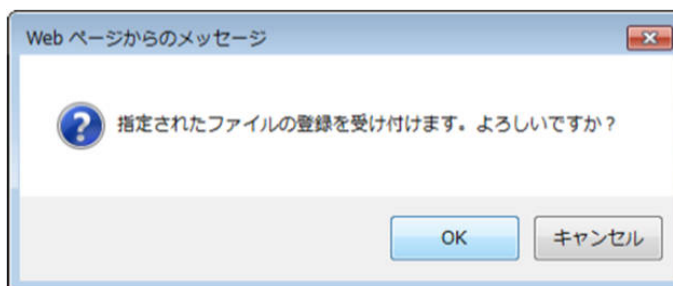 Web ページからのメッセージ
指定されたファイルの登録を受け付けます。よろしいですか？
OK
キャンセル